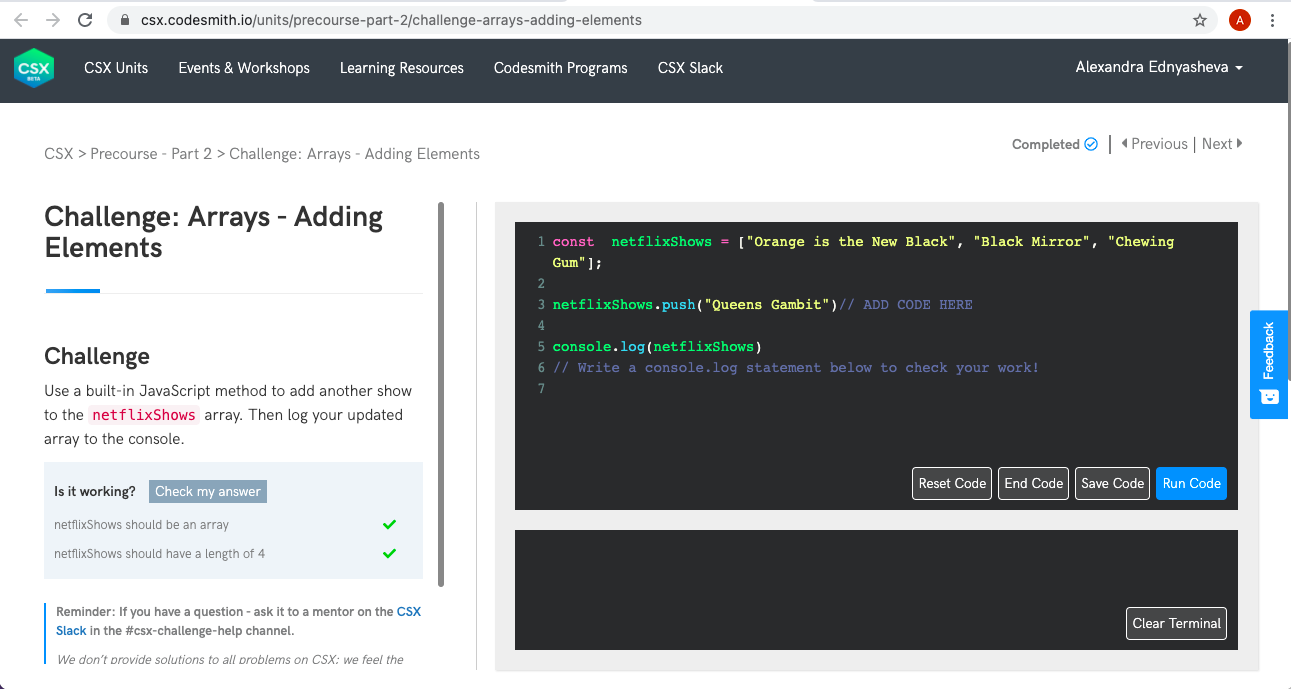 csx.codesmith.io/units/precourse-part-2/challenge-arrays-adding-elements
A
CSX
BETA
CSX Units
Events & Workshops
Learning Resources
Codesmith Programs
CSX Slack
Alexandra Ednyasheva
CSX > Precourse - Part 2 > Challenge: Arrays - Adding Elements
Completed
Previous | Next
Challenge: Arrays - Adding
Elements
Challenge
Use a built-in JavaScript method to add another show
to the netflixShows array. Then log your updated
array to the console.
Is it working?
Check my answer
netflixShows should be an array
netflixShows should have a length of 4
Reminder: If you have a question - ask it to a mentor on the CSX
Slack in the #csx-challenge-help channel.
We don't provide solutions to all problems on CSX: we feel the
1 const  netflixShows = ["Orange is the New Black", "Black Mirror", "Chewing
Gum"];
2
3 netflixShows.push("Queens Gambit")// ADD CODE HERE
4
5 console.log(netflixShows)
6 // Write a console.log statement below to check your work!
7
Reset Code
End Code
Save Code
Run Code
Clear Terminal
Feedback